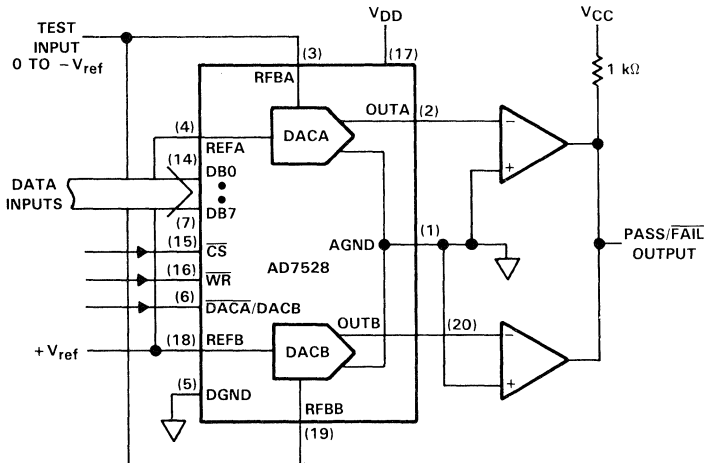 TEST
INPUT
0 TO −Vref
VDD
VCC
(3)
(17)
1 kΩ
RFBA
OUTA
(2)
(4)
DACA
−
REFA
(14)
DB0
+
DATA
INPUTS
DB7
(7)
(15)
CS
AGND
(1)
PASS/FAIL
OUTPUT
(16)
WR
AD7528
(6)
DACA/DACB
OUTB
(20)
+Vref
(18)
REFB
DACB
−
(5)
DGND
+
RFBB
(19)